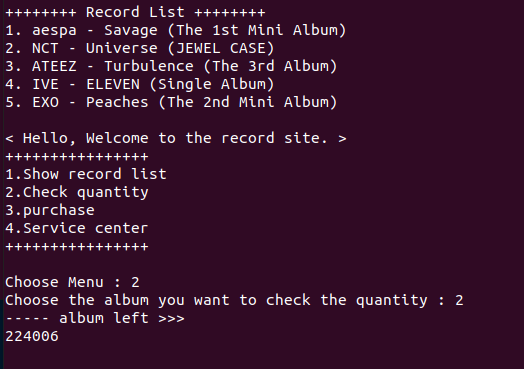 ++++++++ Record List ++++++++
1. aespa - Savage (The 1st Mini Album)
2. NCT - Universe (JEWEL CASE)
3. ATEEZ - Turbulence (The 3rd Album)
4. IVE - ELEVEN (Single Album)
5. EXO - Peaches (The 2nd Mini Album)
< Hello, Welcome to the record site. >
++++++++++++++++
1.Show record list
2.Check quantity
3.purchase
4.Service center
++++++++++++++++
Choose Menu : 2
Choose the album you want to check the quantity : 2
----- album left >>>
224006